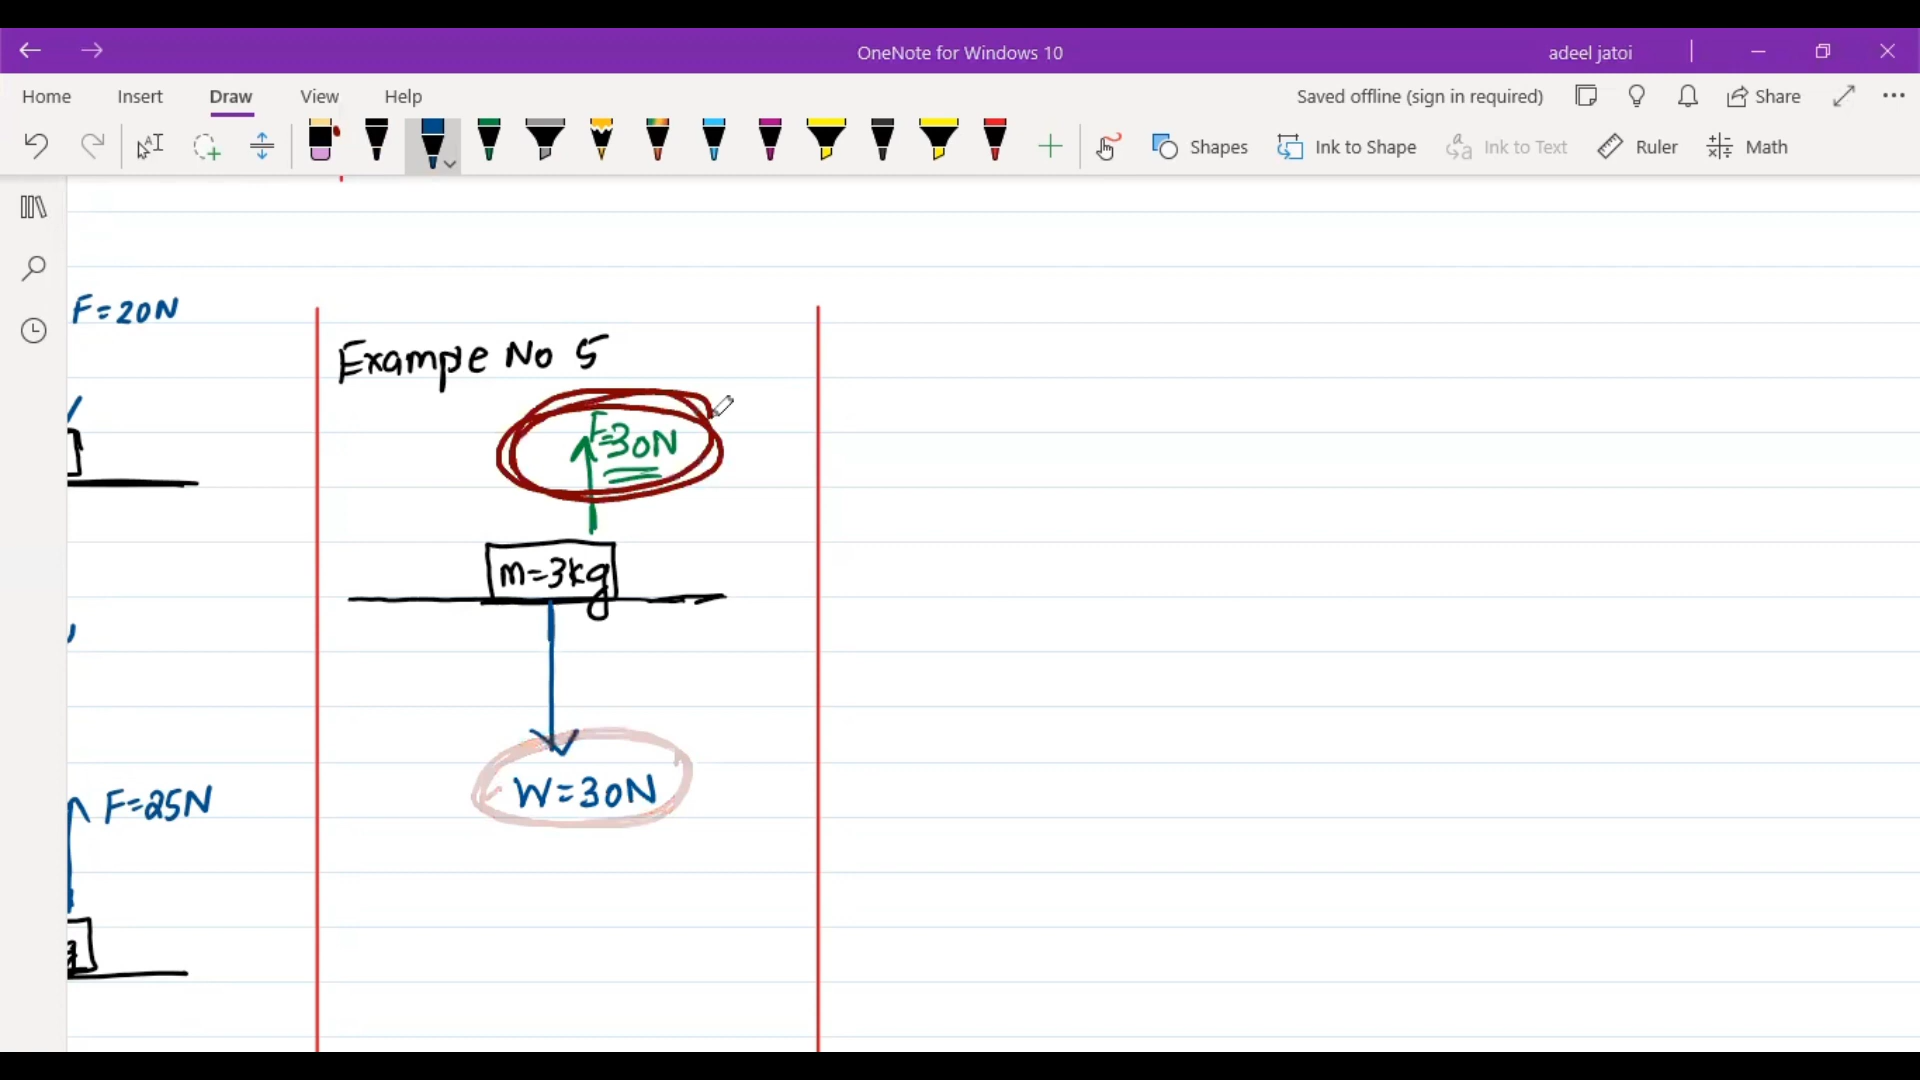 OneNote for Windows 10
adeel jatoi
Home Insert Draw View Help
Saved offline (sign in required)
Share
Shapes
Ink to Shape
Ink to Text
Ruler
Math
F=20N
Example No 5
F=30N
m=3kg
W=30N
F=25N